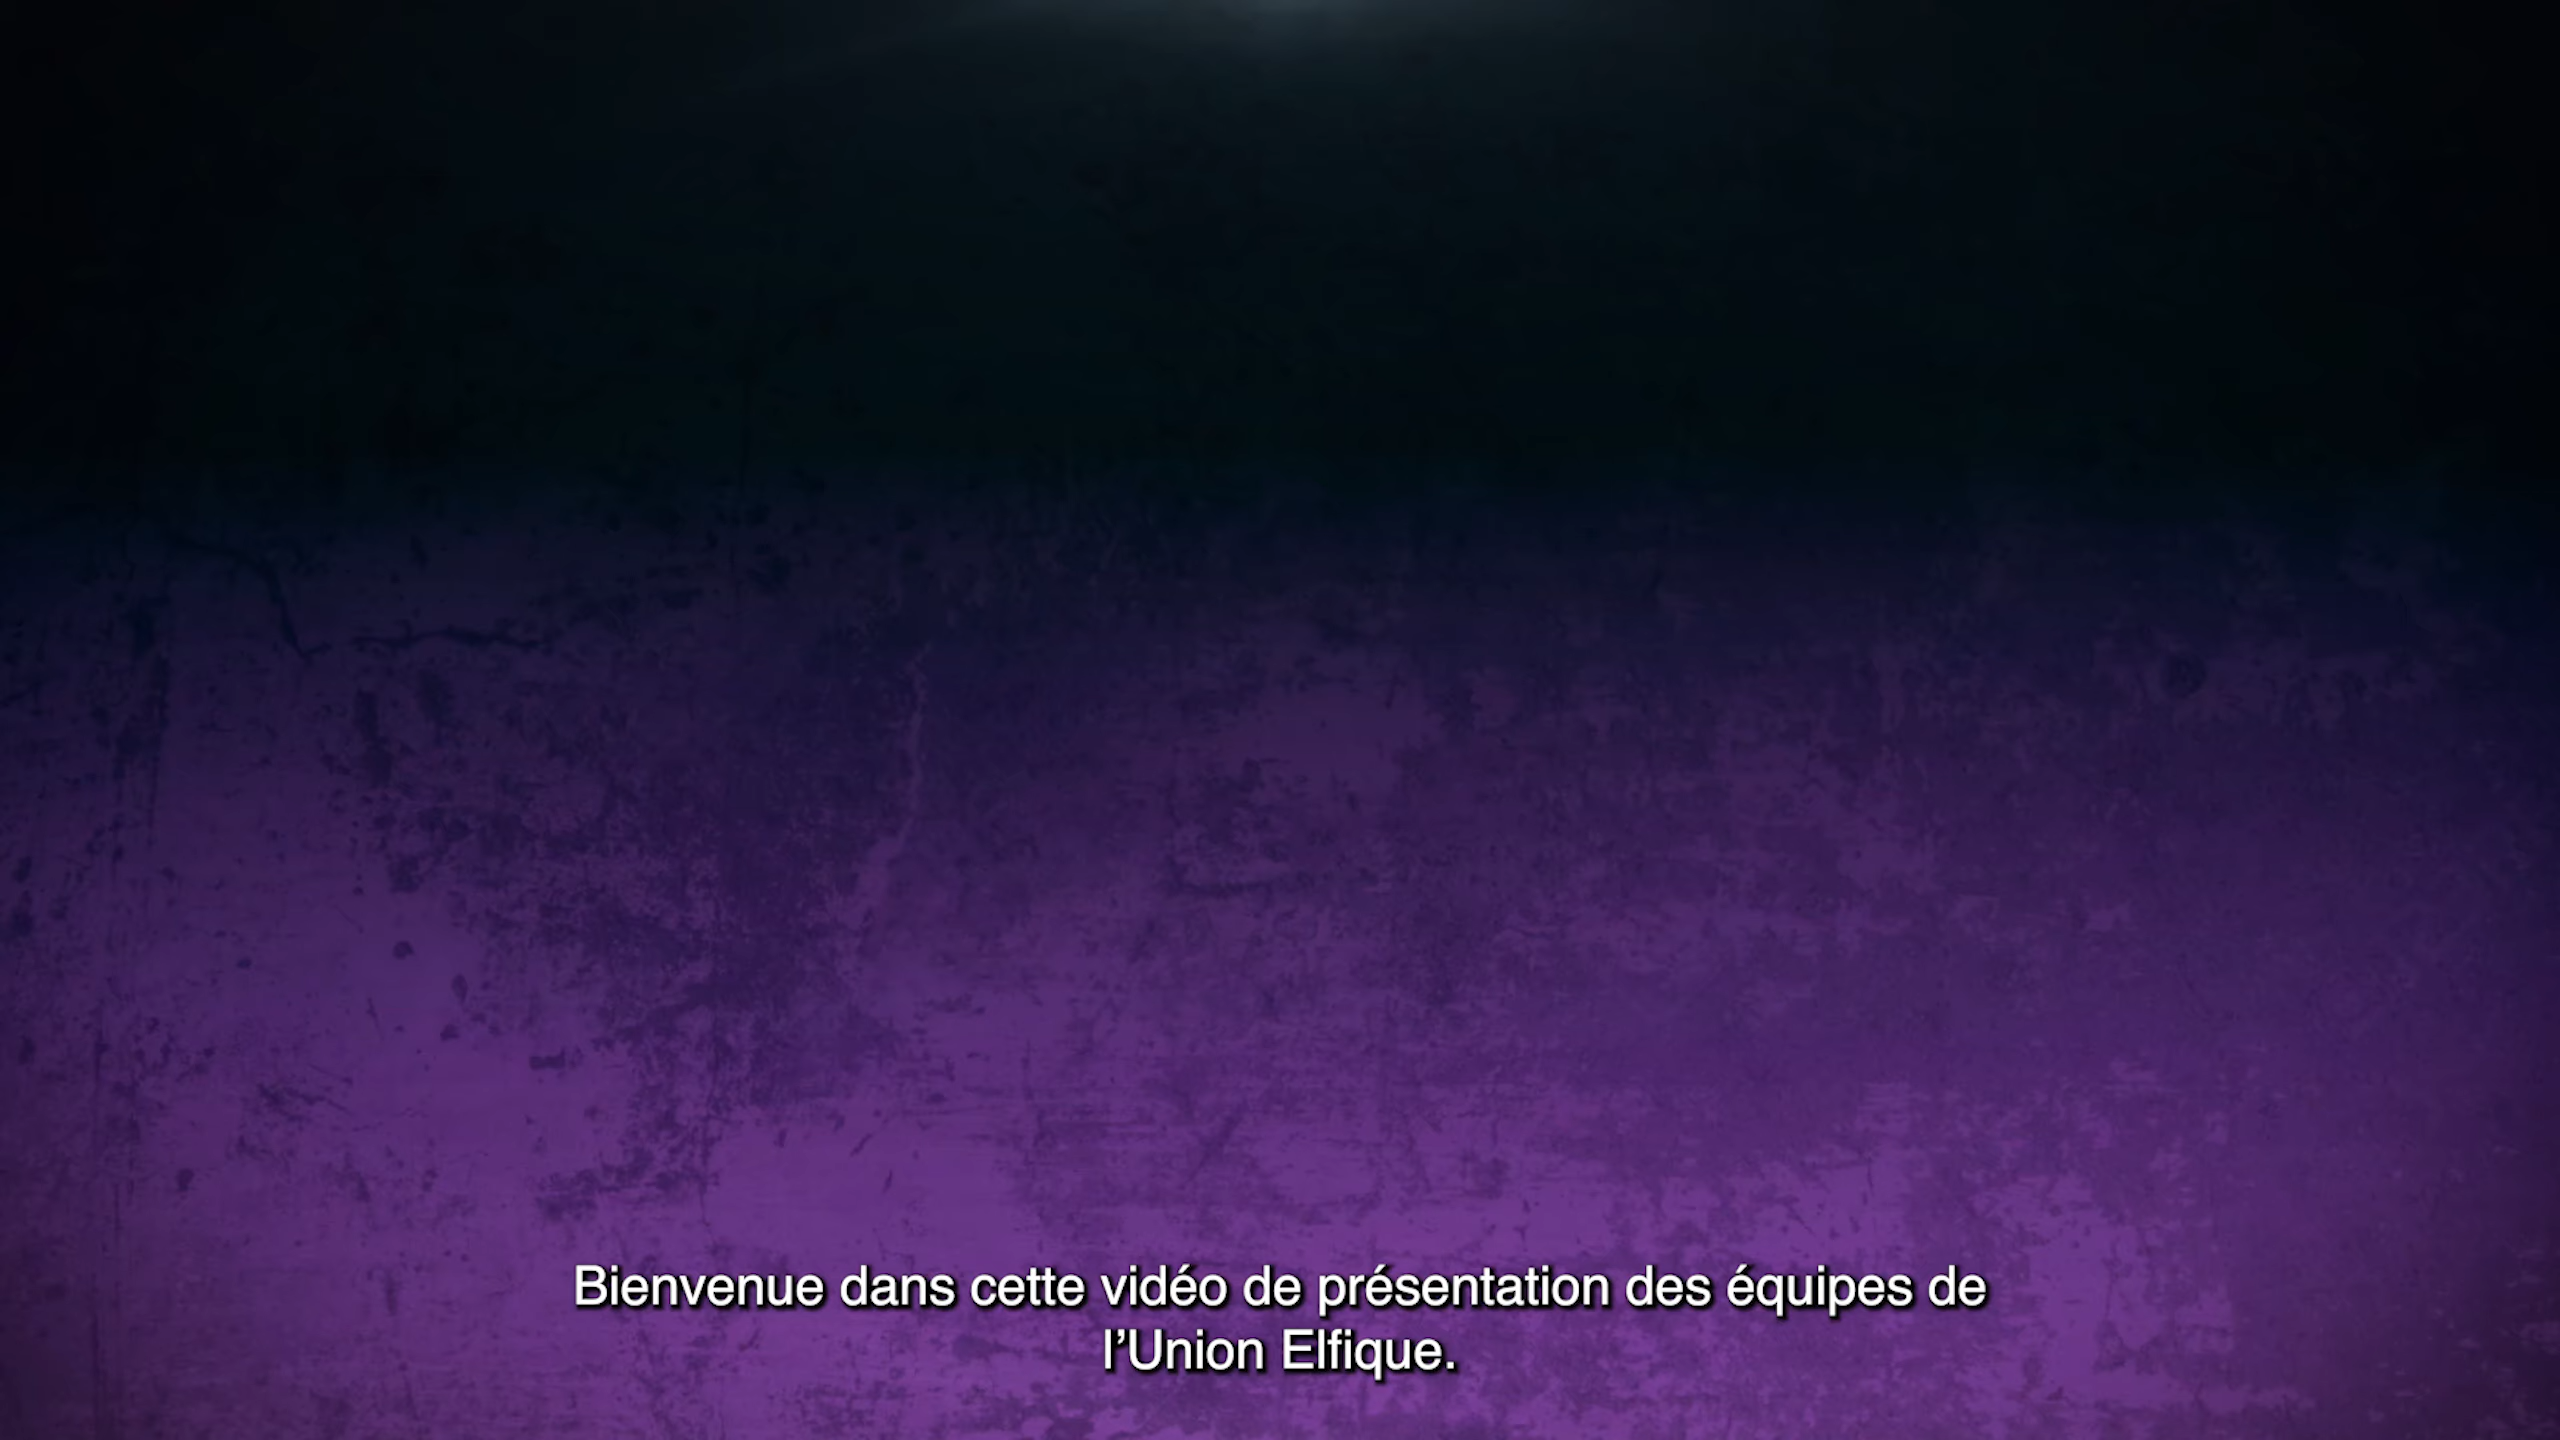 Bienvenue dans cette vidéo de présentation des équipes de
l’Union Elfique.